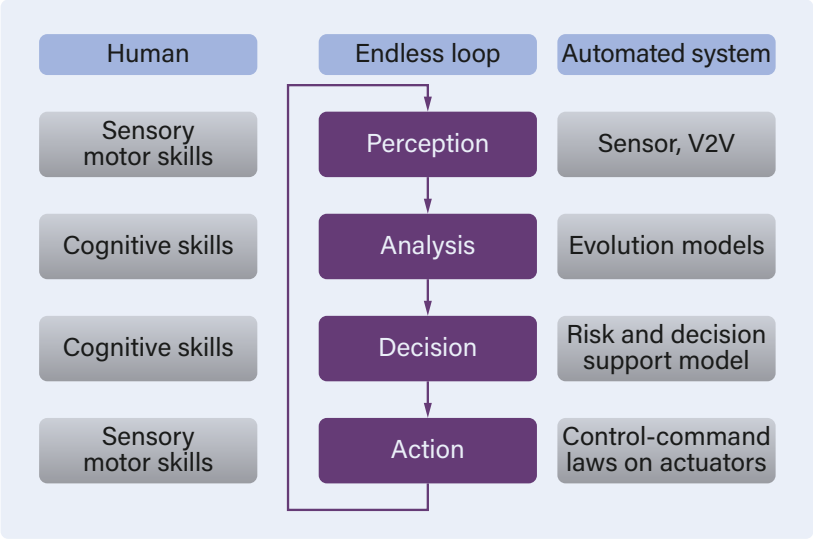 Human
Endless loop
Automated system
Sensory
motor skills
Perception
Sensor, V2V
Cognitive skills
Analysis
Evolution models
Cognitive skills
Decision
Risk and decision
support model
Sensory
motor skills
Action
Control-command
laws on actuators